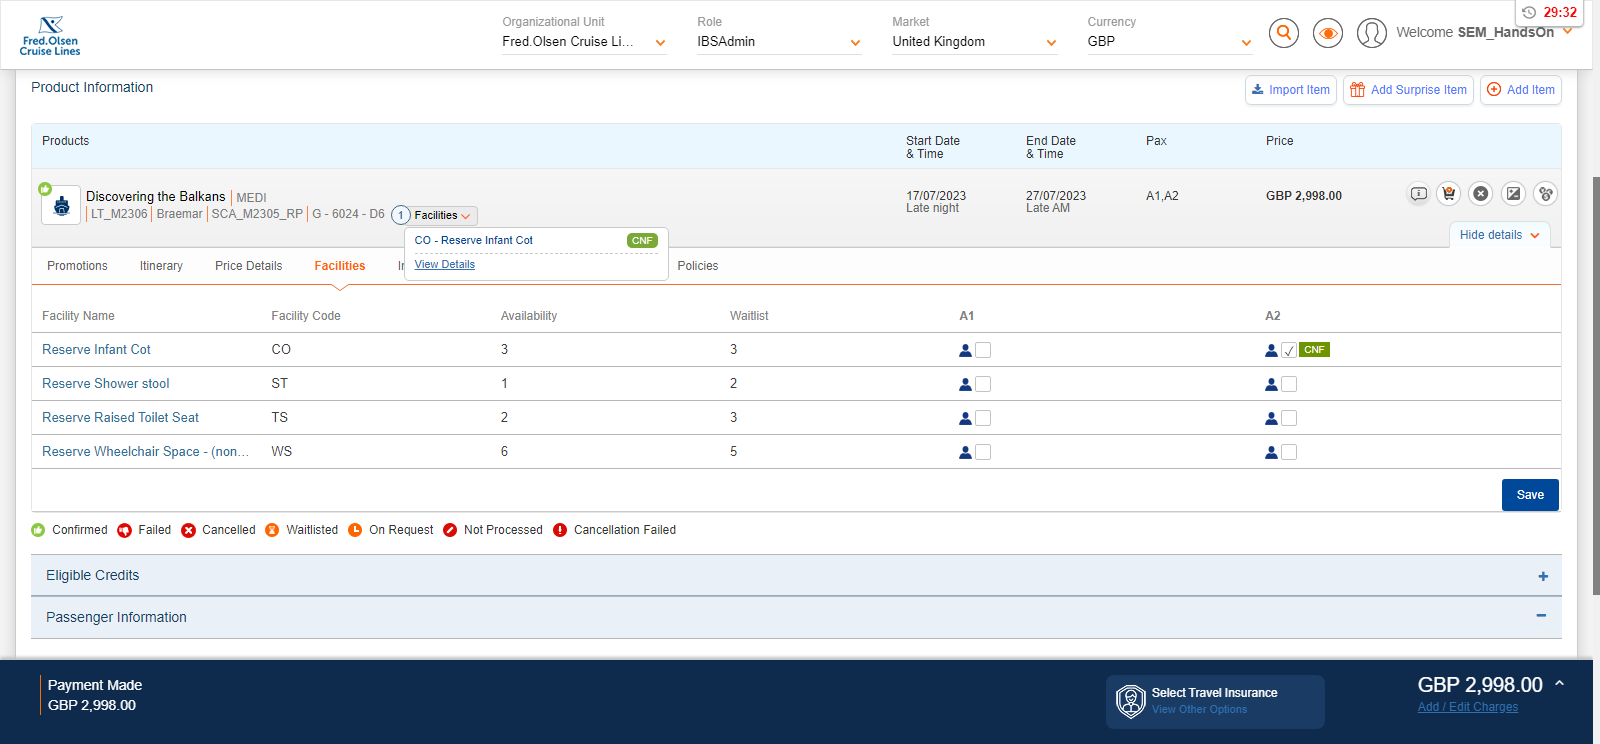 Fred.Olsen
Cruise Lines
Organizational Unit
Fred.Olsen Cruise Li...
Role
IBSAdmin
Market
United Kingdom
Currency
GBP
Welcome SEM_HandsOn
29:32
Product Information
Import Item
Add Surprise Item
Add Item
Products
Start Date
& Time
End Date
& Time
Pax
Price
Discovering the Balkans | MEDI
LT_M2306 | Braemar | SCA_M2305_RP | G - 6024 - D6
1
Facilities
17/07/2023
Late night
27/07/2023
Late AM
A1,A2
GBP 2,998.00
Hide details
CO - Reserve Infant Cot
CNF
View Details
Promotions
Itinerary
Price Details
Facilities
Policies
Facility Name
Facility Code
Availability
Waitlist
A1
A2
Reserve Infant Cot CO 3 3 CNF
Reserve Shower stool ST 1 2
Reserve Raised Toilet Seat TS 2 3
Reserve Wheelchair Space - (non... WS 6 5
Save
Confirmed
Failed
Cancelled
Waitlisted
On Request
Not Processed
Cancellation Failed
Eligible Credits
Passenger Information
Payment Made
GBP 2,998.00
Select Travel Insurance
View Other Options
GBP 2,998.00
Add / Edit Charges